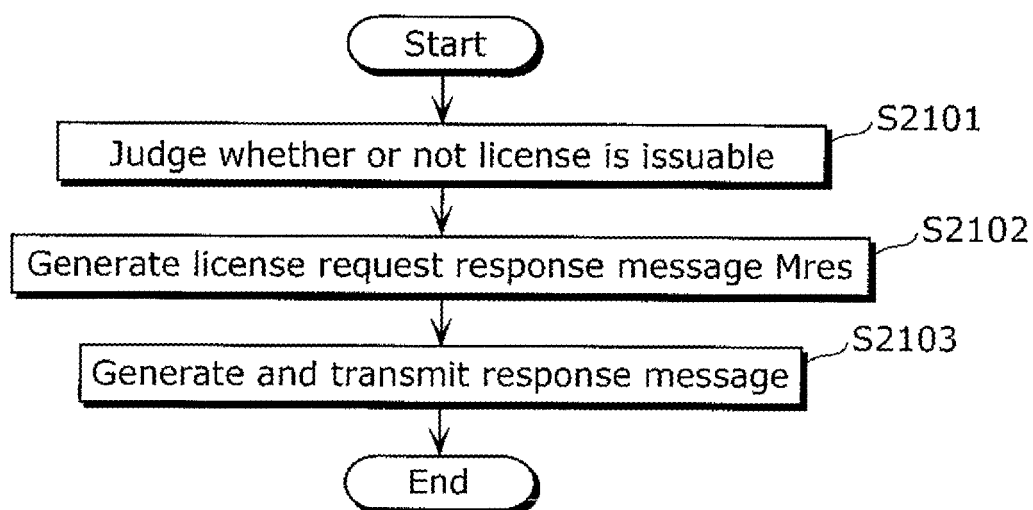 Start
S2101
Judge whether or not license is issuable
S2102
Generate license request response message Mres
S2103
Generate and transmit response message
End